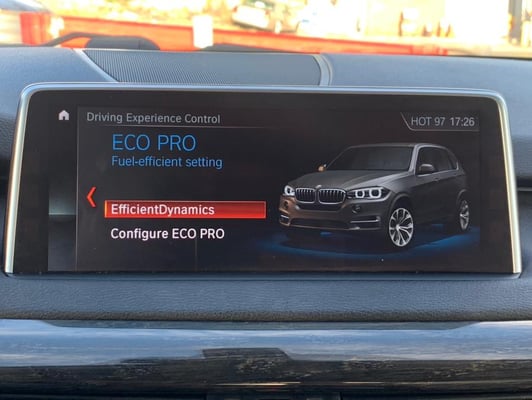 Driving Experience Control
HOT 97 17:26
ECO PRO
Fuel-efficient setting
EfficientDynamics
Configure ECO PRO